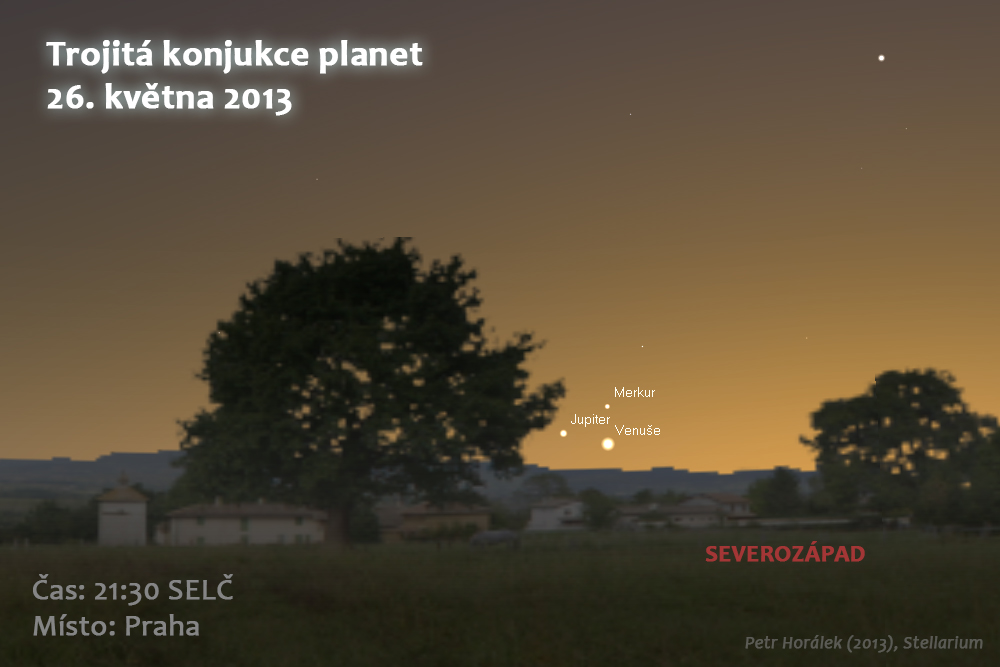 Trojitá konjukce planet
26. května 2013
Merkur
Jupiter
Venuše
SEVEROZÁPAD
Čas: 21:30 SELČ
Místo: Praha
Petr Horálek (2013), Stellarium